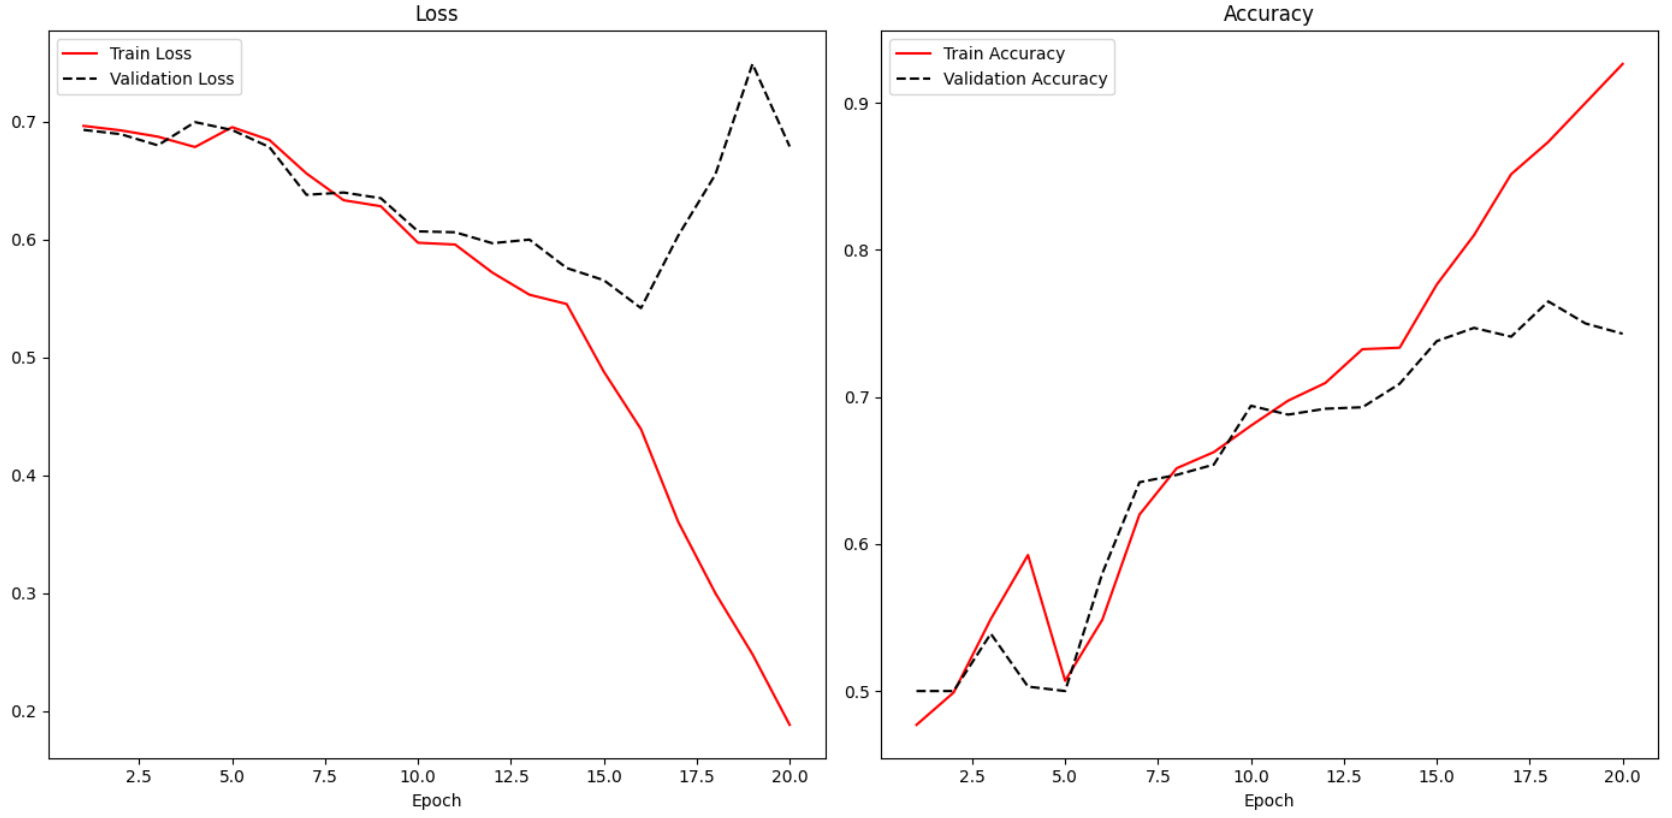 Loss
Train Loss
Validation Loss
0.7
0.6
0.5
0.4
0.3
0.2
2.5 5.0 7.5 10.0 12.5 15.0 17.5 20.0
Epoch
Accuracy
Train Accuracy
Validation Accuracy
0.9
0.8
0.7
0.6
0.5
2.5 5.0 7.5 10.0 12.5 15.0 17.5 20.0
Epoch